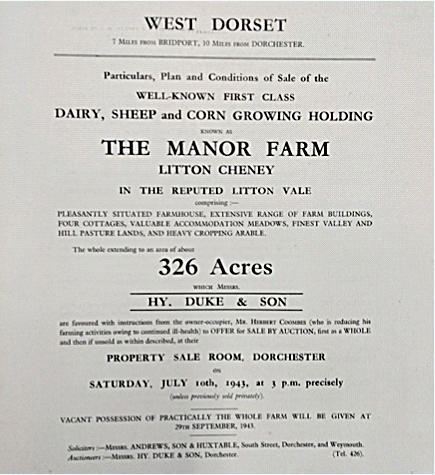 WEST DORSET
7 MILES FROM BRIDPORT, 10 MILES FROM DORCHESTER.
Particulars, Plan and Conditions of Sale of the
WELL-KNOWN FIRST CLASS
DAIRY, SHEEP and CORN GROWING HOLDING
KNOWN AS
THE MANOR FARM
LITTON CHENEY
IN THE REPUTED LITTON VALE
comprising :—
PLEASANTLY SITUATED FARMHOUSE, EXTENSIVE RANGE OF FARM BUILDINGS,
FOUR COTTAGES, VALUABLE ACCOMMODATION MEADOWS, FINEST VALLEY AND
HILL PASTURE LANDS, AND HEAVY CROPPING ARABLE.
The whole extending to an area of about
326 Acres
WHICH MESSRS.
HY. DUKE & SON
are favoured with instructions from the owner-occupier, MR. HERBERT COOMBES (who is reducing his
farming activities owing to continued ill-health) to OFFER for SALE BY AUCTION, first as a WHOLE
and then if unsold as within described, at their
PROPERTY SALE ROOM, DORCHESTER
on
SATURDAY, JULY 10th, 1943, at 3 p.m. precisely
(unless previously sold privately).
VACANT POSSESSION OF PRACTICALLY THE WHOLE FARM WILL BE GIVEN AT
29TH SEPTEMBER, 1943.
Solicitors :—MESSRS. ANDREWS, SON & HUXTABLE, South Street, Dorchester, and Weymouth.
Auctioneers :—MESSRS. HY. DUKE & SON, Dorchester. (Tel. 426).